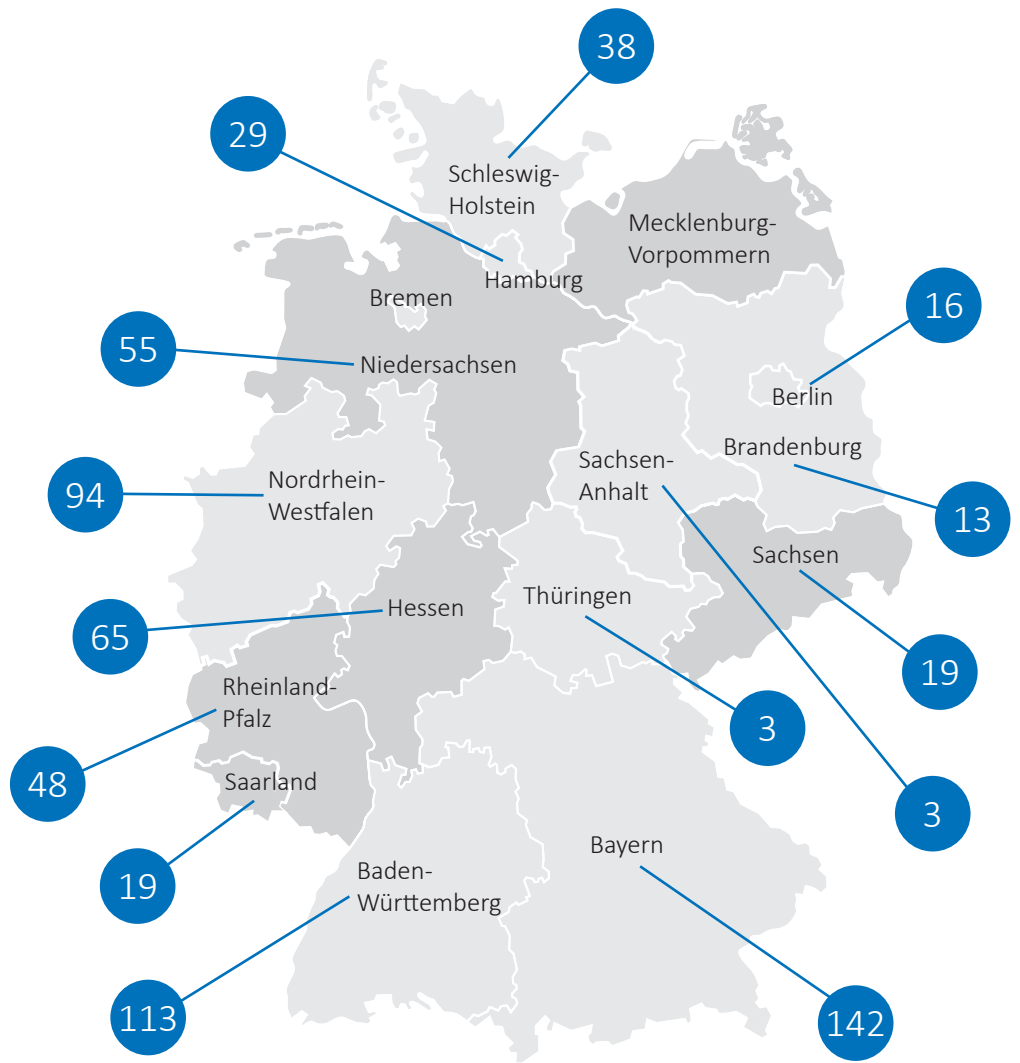 38
29
Schleswig-
Holstein
Mecklenburg-
Vorpommern
Hamburg
Bremen
16
55
Niedersachsen
Berlin
Brandenburg
Sachsen-
Anhalt
94
Nordrhein-
Westfalen
13
Sachsen
Thüringen
Hessen
65
19
Rheinland-
Pfalz
3
48
Saarland
3
Bayern
19
Baden-
Württemberg
113
142